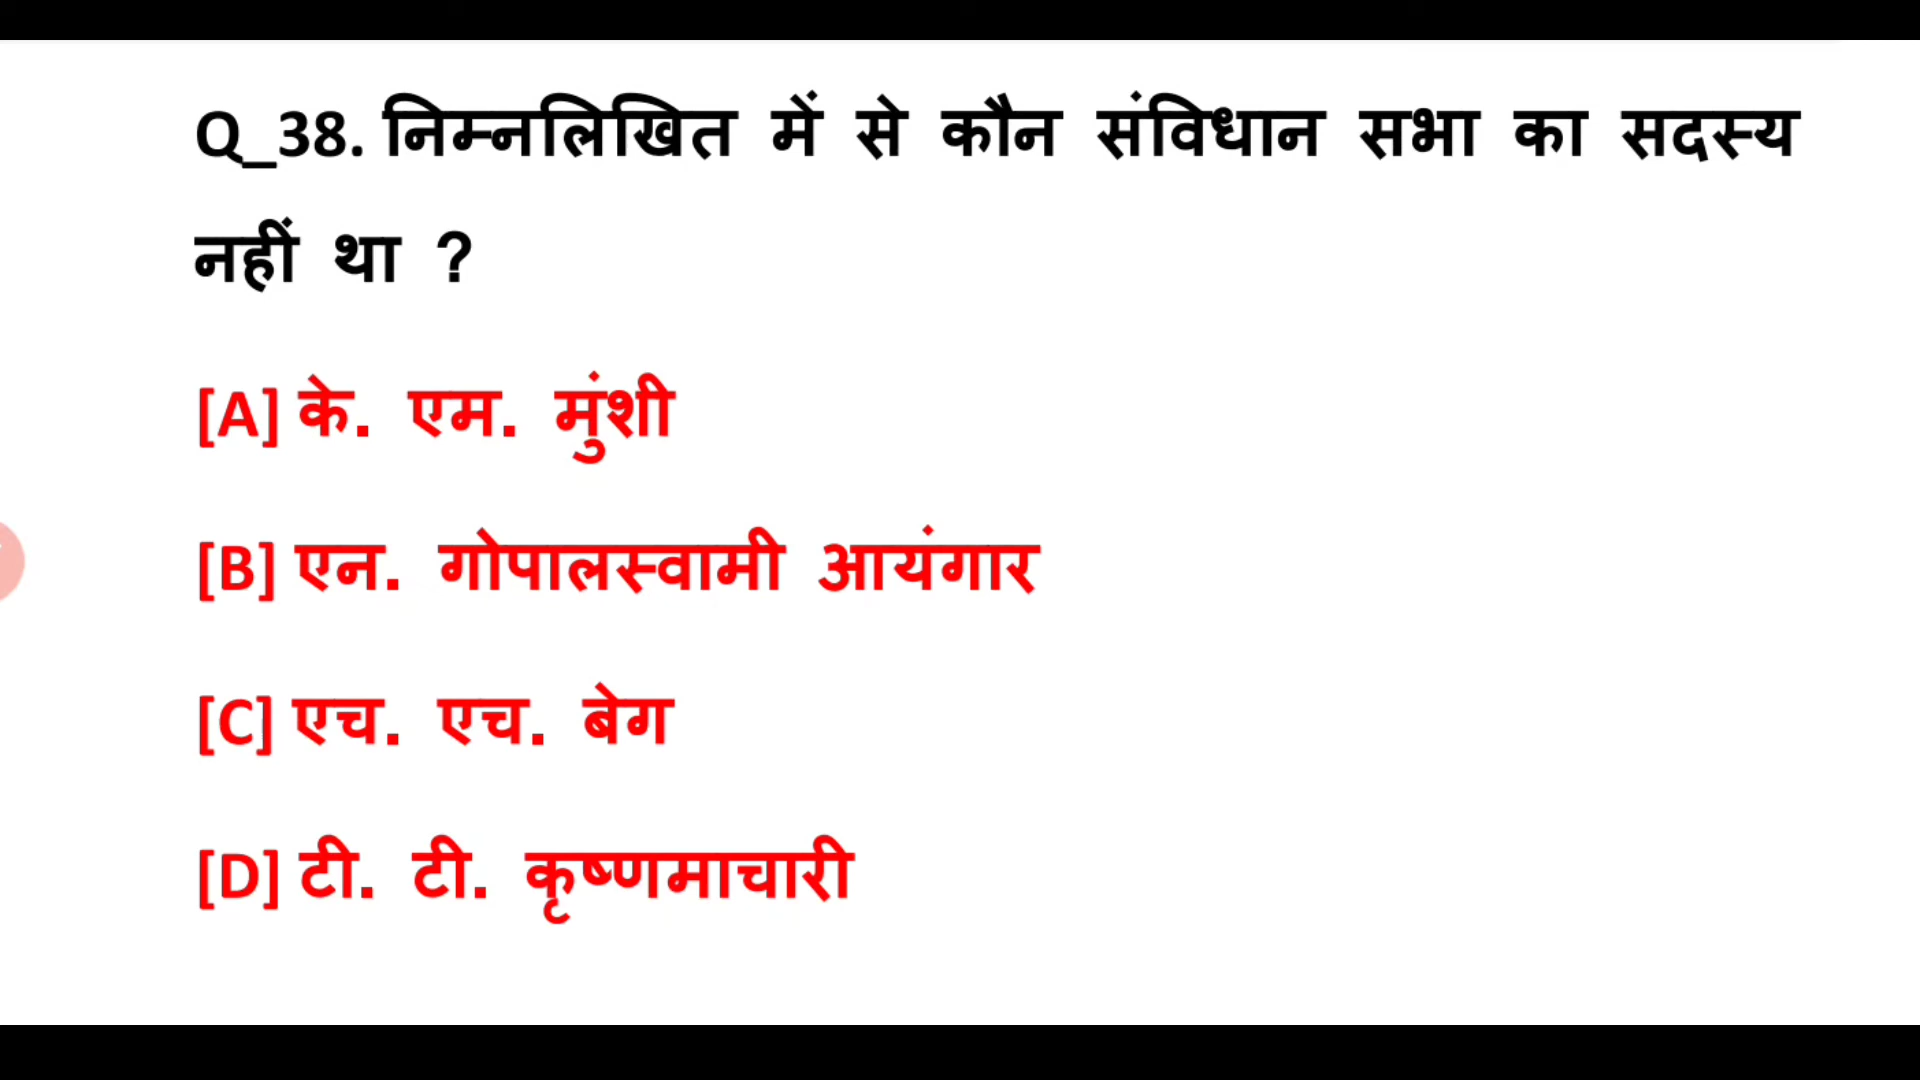 Q_38. निम्नलिखित में से कौन संविधान सभा का सदस्य
नहीं था ?
[A] के. एम. मुंशी
[B] एन. गोपालस्वामी आयंगार
[C] एच. एच. बेग
[D] टी. टी. कृष्णमाचारी